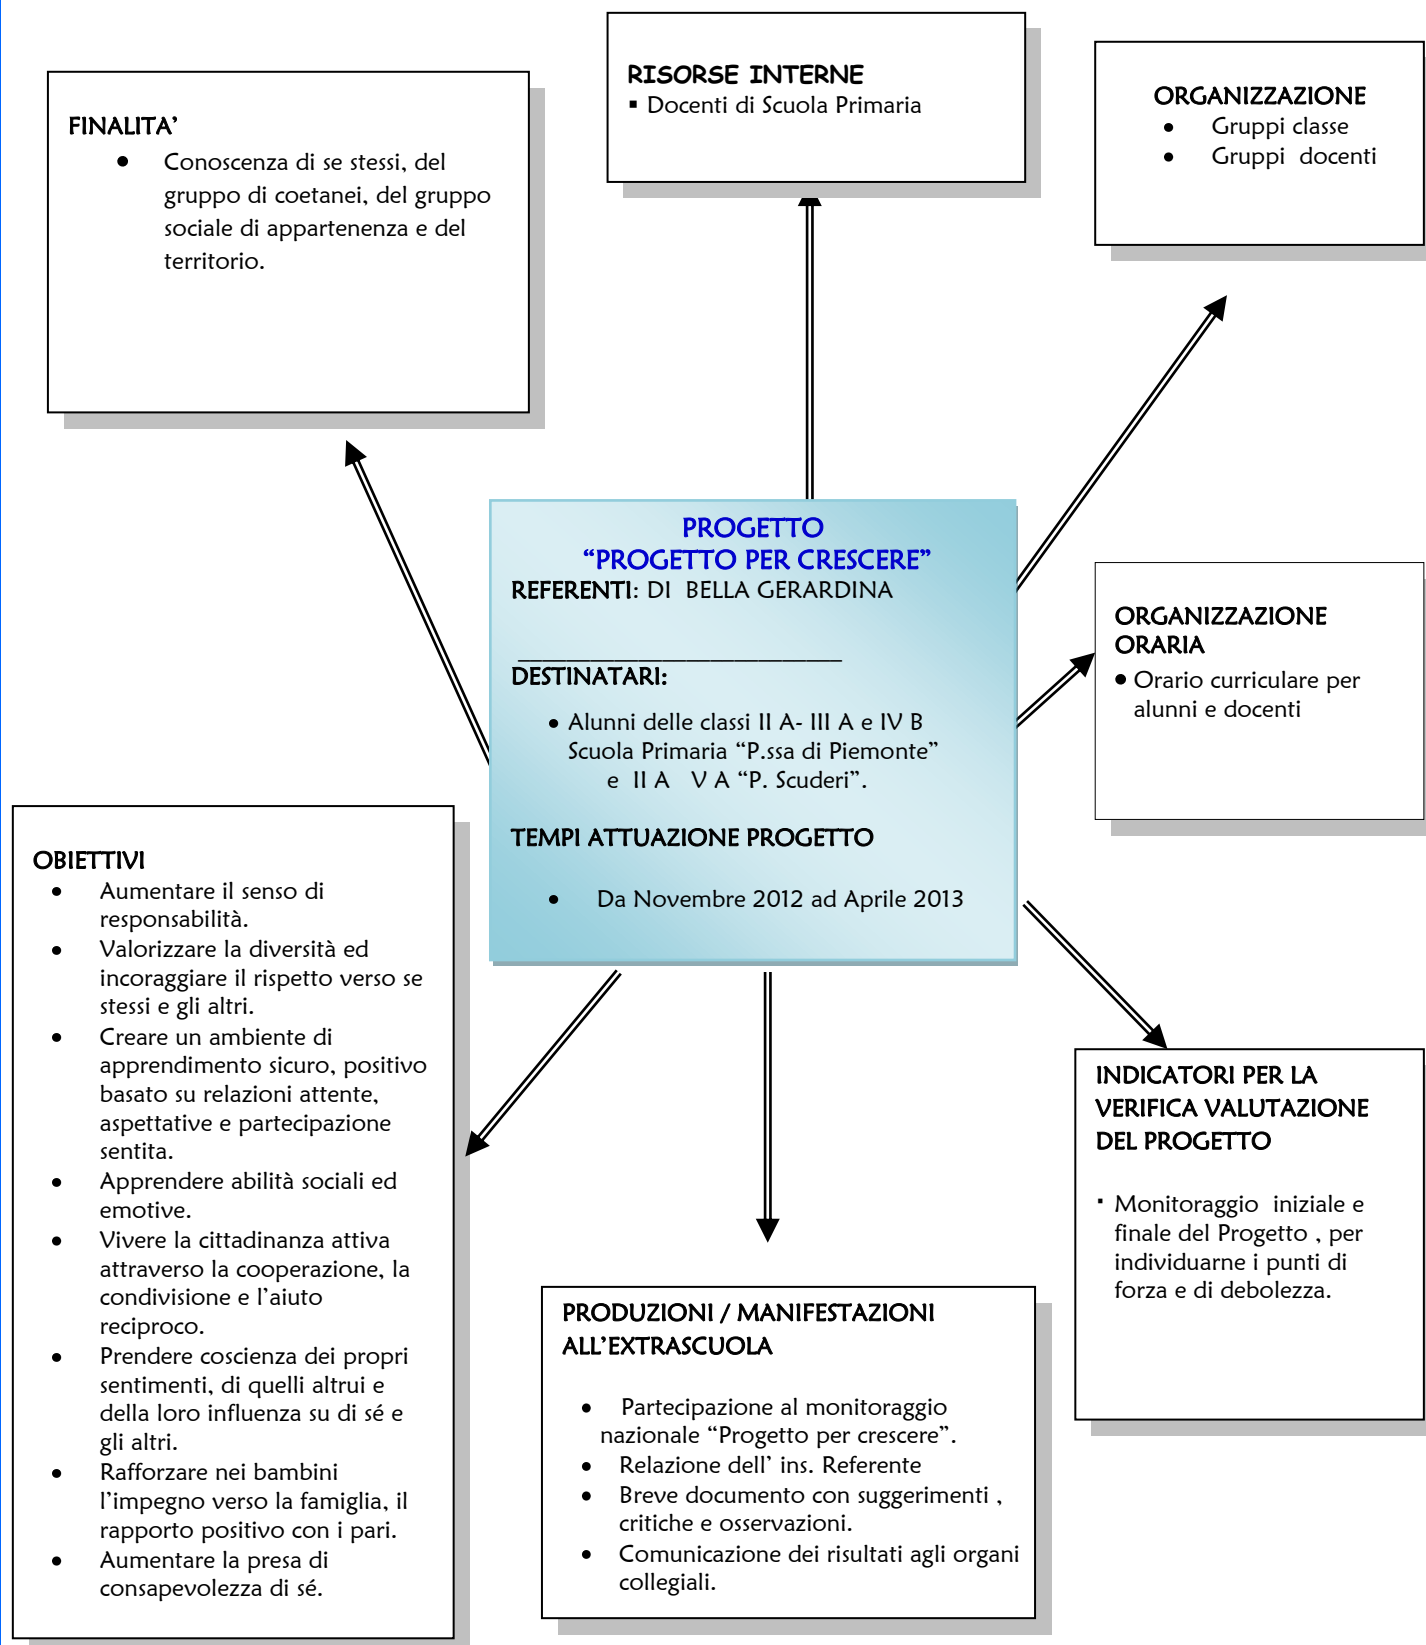 RISORSE INTERNE
▪ Docenti di Scuola Primaria
ORGANIZZAZIONE
• Gruppi classe
• Gruppi docenti
FINALITA’
• Conoscenza di se stessi, del
gruppo di coetanei, del gruppo
sociale di appartenenza e del
territorio.
PROGETTO
“PROGETTO PER CRESCERE”
REFERENTI: DI BELLA GERARDINA
___________________________
DESTINATARI:
• Alunni delle classi II A- III A e IV B
Scuola Primaria “P.ssa di Piemonte”
e II A V A “P. Scuderi”.
TEMPI ATTUAZIONE PROGETTO
• Da Novembre 2012 ad Aprile 2013
ORGANIZZAZIONE
ORARIA
• Orario curriculare per
alunni e docenti
OBIETTIVI
• Aumentare il senso di
responsabilità.
• Valorizzare la diversità ed
incoraggiare il rispetto verso se
stessi e gli altri.
• Creare un ambiente di
apprendimento sicuro, positivo
basato su relazioni attente,
aspettative e partecipazione
sentita.
• Apprendere abilità sociali ed
emotive.
• Vivere la cittadinanza attiva
attraverso la cooperazione, la
condivisione e l’aiuto
reciproco.
• Prendere coscienza dei propri
sentimenti, di quelli altrui e
della loro influenza su di sé e
gli altri.
• Rafforzare nei bambini
l’impegno verso la famiglia, il
rapporto positivo con i pari.
• Aumentare la presa di
consapevolezza di sé.
INDICATORI PER LA
VERIFICA VALUTAZIONE
DEL PROGETTO
▪ Monitoraggio iniziale e
finale del Progetto , per
individuarne i punti di
forza e di debolezza.
PRODUZIONI / MANIFESTAZIONI
ALL’EXTRASCUOLA
• Partecipazione al monitoraggio
nazionale “Progetto per crescere”.
• Relazione dell’ ins. Referente
• Breve documento con suggerimenti ,
critiche e osservazioni.
• Comunicazione dei risultati agli organi
collegiali.